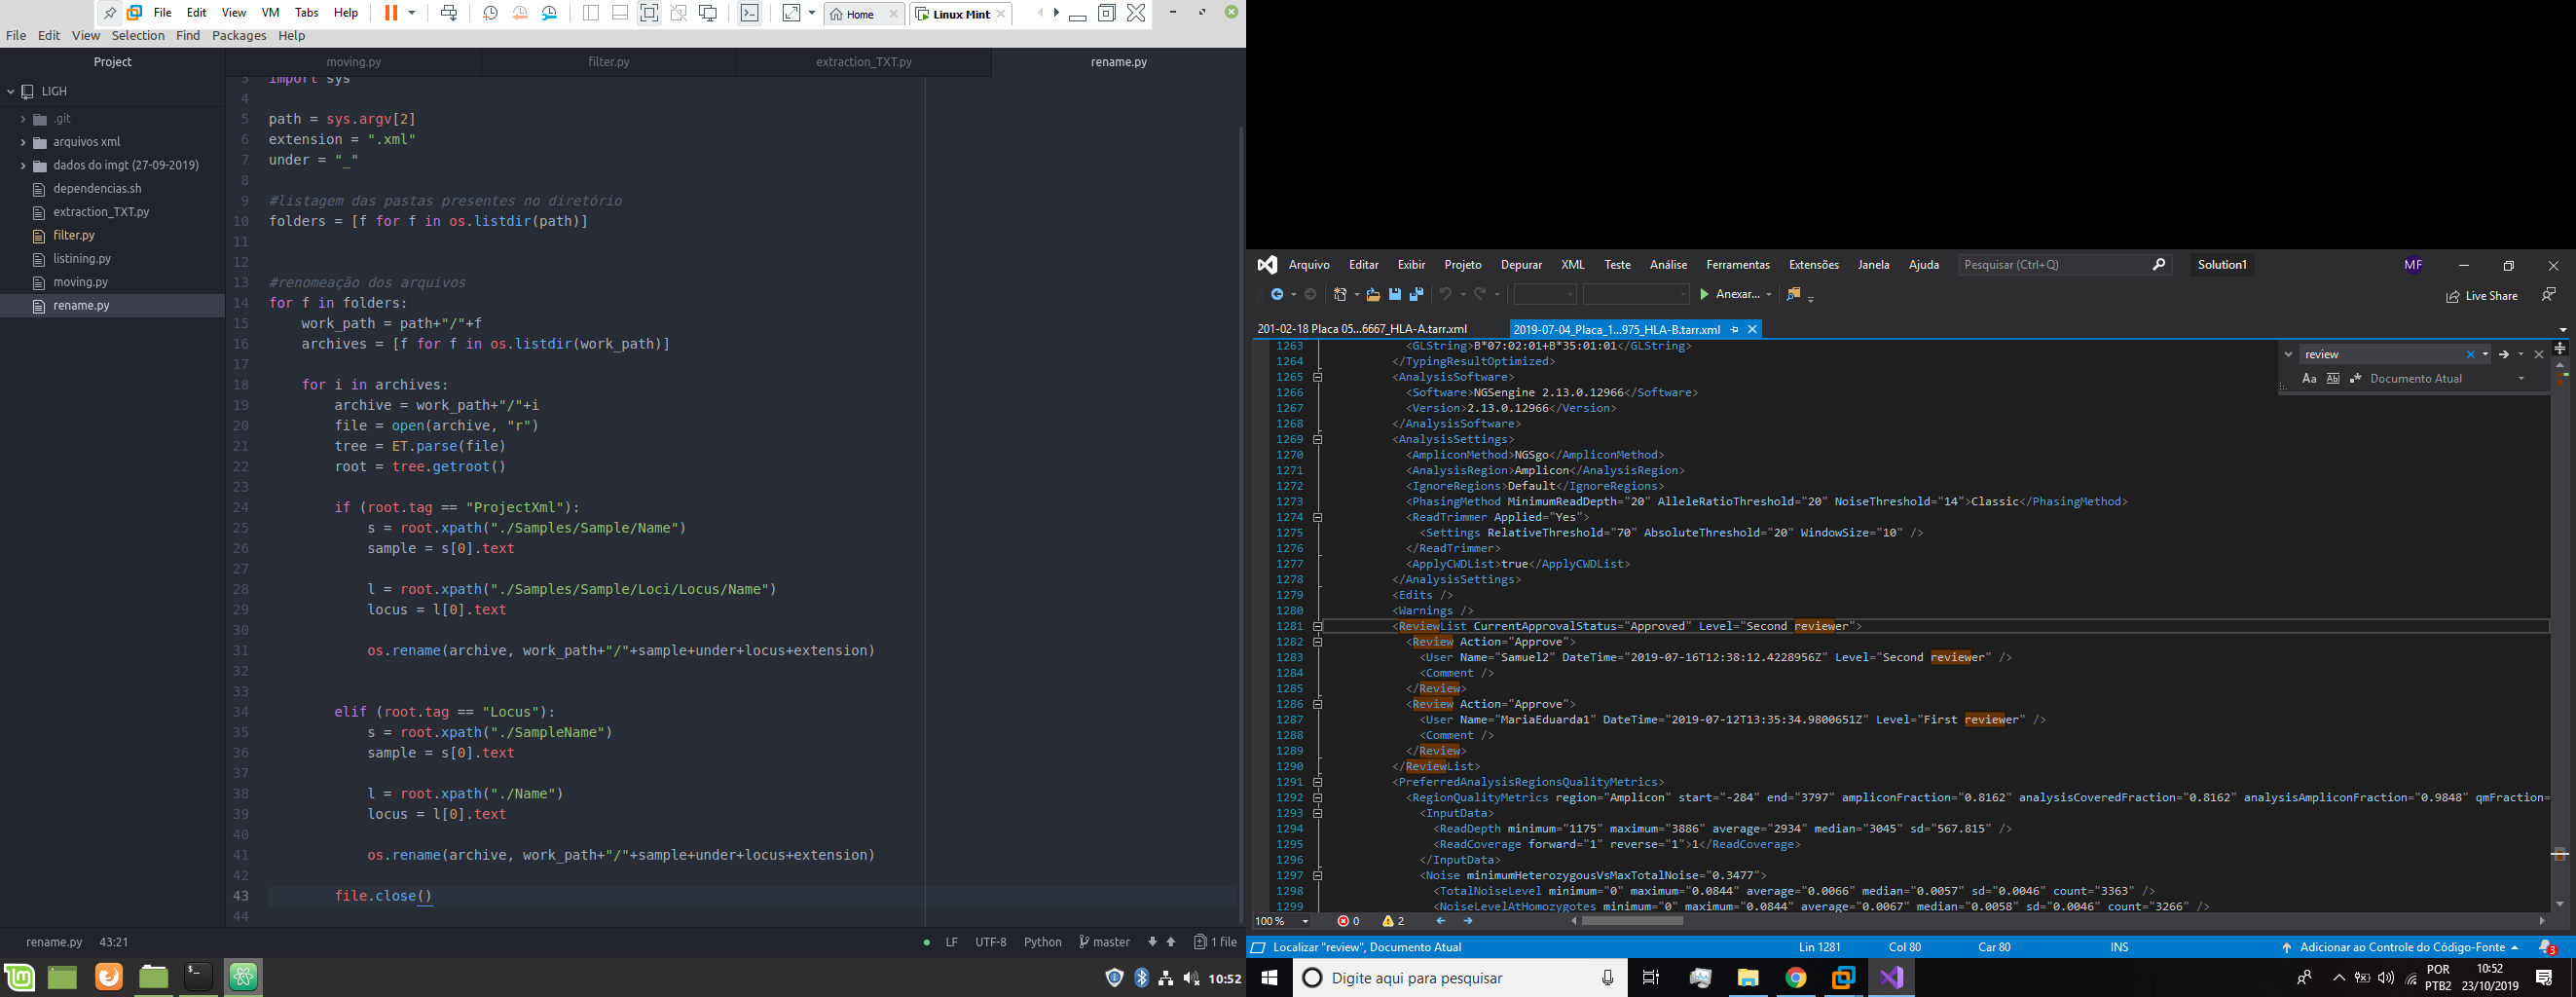 File Edit View VM Tabs Help Home Linux Mint
File Edit View Selection Find Packages Help
Project
LIGH
.git
arquivos xml
dados do imgt (27-09-2019)
dependencias.sh
extraction_TXT.py
filter.py
listining.py
moving.py
rename.py
moving.py filter.py extraction_TXT.py rename.py
3 import sys
4
5 path = sys.argv[2]
6 extension = ".xml"
7 under = "_"
8
9 #listagem das pastas presentes no diretório
10 folders = [f for f in os.listdir(path)]
11
12
13 #renomeação dos arquivos
14 for f in folders:
15 work_path = path+"/"+f
16 archives = [f for f in os.listdir(work_path)]
17
18 for i in archives:
19 archive = work_path+"/"+i
20 file = open(archive, "r")
21 tree = ET.parse(file)
22 root = tree.getroot()
23
24 if (root.tag == "ProjectXml"):
25 s = root.xpath("./Samples/Sample/Name")
26 sample = s[0].text
27
28 l = root.xpath("./Samples/Sample/Loci/Locus/Name")
29 locus = l[0].text
30
31 os.rename(archive, work_path+"/"+sample+under+locus+extension)
32
33
34 elif (root.tag == "Locus"):
35 s = root.xpath("./SampleName")
36 sample = s[0].text
37
38 l = root.xpath("./Name")
39 locus = l[0].text
40
41 os.rename(archive, work_path+"/"+sample+under+locus+extension)
42
43 file.close()
44
rename.py 43:21 LF UTF-8 Python master 1 file
10:52
Arquivo Editar Exibir Projeto Depurar XML Teste Análise Ferramentas Extensões Janela Ajuda Pesquisar (Ctrl+Q) Solution1 MF
Anexar... Live Share
201-02-18 Placa 05...6667_HLA-A.tarr.xml 2019-07-04_Placa_1...975_HLA-B.tarr.xml
review
Aa Ab Documento Atual
1263 <GLString>B*07:02:01+B*35:01:01</GLString>
1264 </TypingResultOptimized>
1265 <AnalysisSoftware>
1266 <Software>NGSengine 2.13.0.12966</Software>
1267 <Version>2.13.0.12966</Version>
1268 </AnalysisSoftware>
1269 <AnalysisSettings>
1270 <AmpliconMethod>NGSgo</AmpliconMethod>
1271 <AnalysisRegion>Amplicon</AnalysisRegion>
1272 <IgnoreRegions>Default</IgnoreRegions>
1273 <PhasingMethod MinimumReadDepth="20" AlleleRatioThreshold="20" NoiseThreshold="14">Classic</PhasingMethod>
1274 <ReadTrimmer Applied="Yes">
1275 <Settings RelativeThreshold="70" AbsoluteThreshold="20" WindowSize="10" />
1276 </ReadTrimmer>
1277 <ApplyCWDList>true</ApplyCWDList>
1278 </AnalysisSettings>
1279 <Edits />
1280 <Warnings />
1281 <ReviewList CurrentApprovalStatus="Approved" Level="Second reviewer">
1282 <Review Action="Approve">
1283 <User Name="Samuel2" DateTime="2019-07-16T12:38:12.4228956Z" Level="Second reviewer" />
1284 <Comment />
1285 </Review>
1286 <Review Action="Approve">
1287 <User Name="MariaEduarda1" DateTime="2019-07-12T13:35:34.9800651Z" Level="First reviewer" />
1288 <Comment />
1289 </Review>
1290 </ReviewList>
1291 <PreferredAnalysisRegionsQualityMetrics>
1292 <RegionQualityMetrics region="Amplicon" start="-284" end="3797" ampliconFraction="0.8162" analysisCoveredFraction="0.8162" analysisAmpliconFraction="0.9848" qmFraction=
1293 <InputData>
1294 <ReadDepth minimum="1175" maximum="3886" average="2934" median="3045" sd="567.815" />
1295 <ReadCoverage forward="1" reverse="1">1</ReadCoverage>
1296 </InputData>
1297 <Noise minimumHeterozygousVsMaxTotalNoise="0.3477">
1298 <TotalNoiseLevel minimum="0" maximum="0.0844" average="0.0066" median="0.0057" sd="0.0046" count="3363" />
1299 <NoiseLevelAtHomozygotes minimum="0" maximum="0.0844" average="0.0067" median="0.0058" sd="0.0046" count="3266" />
100 % 0 2
Localizar "review", Documento Atual Lin 1281 Col 80 Car 80 INS Adicionar ao Controle do Código-Fonte 3
Digite aqui para pesquisar
POR 10:52
PTB2 23/10/2019